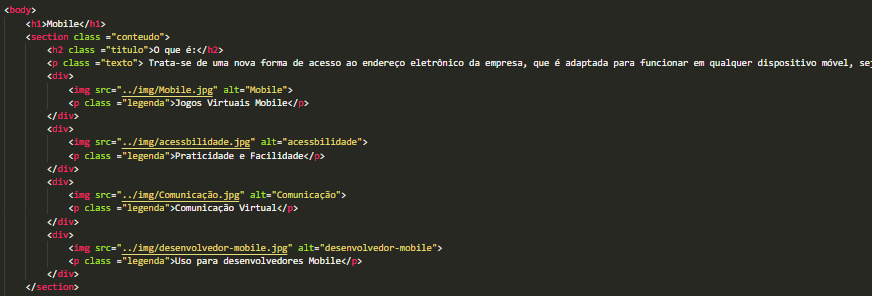 <body>
<h1>Mobile</h1>
<section class ="conteudo">
<h2 class ="titulo">O que é:</h2>
<p class ="texto"> Trata-se de uma nova forma de acesso ao endereço eletrônico da empresa, que é adaptada para funcionar em qualquer dispositivo móvel, sej
<div>
<img src="../img/Mobile.jpg" alt="Mobile">
<p class ="legenda">Jogos Virtuais Mobile</p>
</div>
<div>
<img src="../img/acessbilidade.jpg" alt="acessbilidade">
<p class ="legenda">Praticidade e Facilidade</p>
</div>
<div>
<img src="../img/Comunicação.jpg" alt="Comunicação">
<p class ="legenda">Comunicação Virtual</p>
</div>
<div>
<img src="../img/desenvolvedor-mobile.jpg" alt="desenvolvedor-mobile">
<p class ="legenda">Uso para desenvolvedores Mobile</p>
</div>
</section>